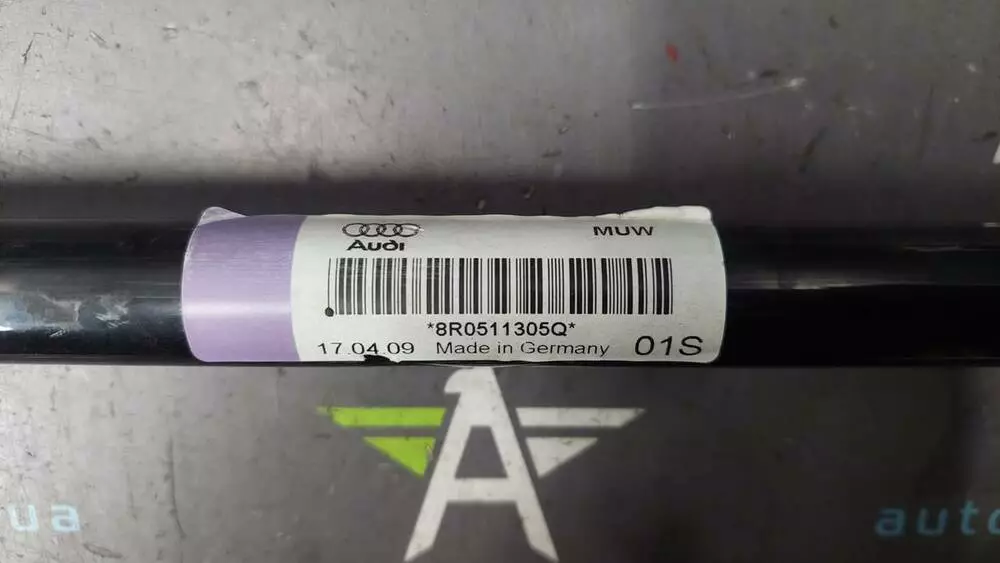 Audi
MUW
*8R0511305Q*
17.04.09 Made in Germany 01S
A
ua
auto